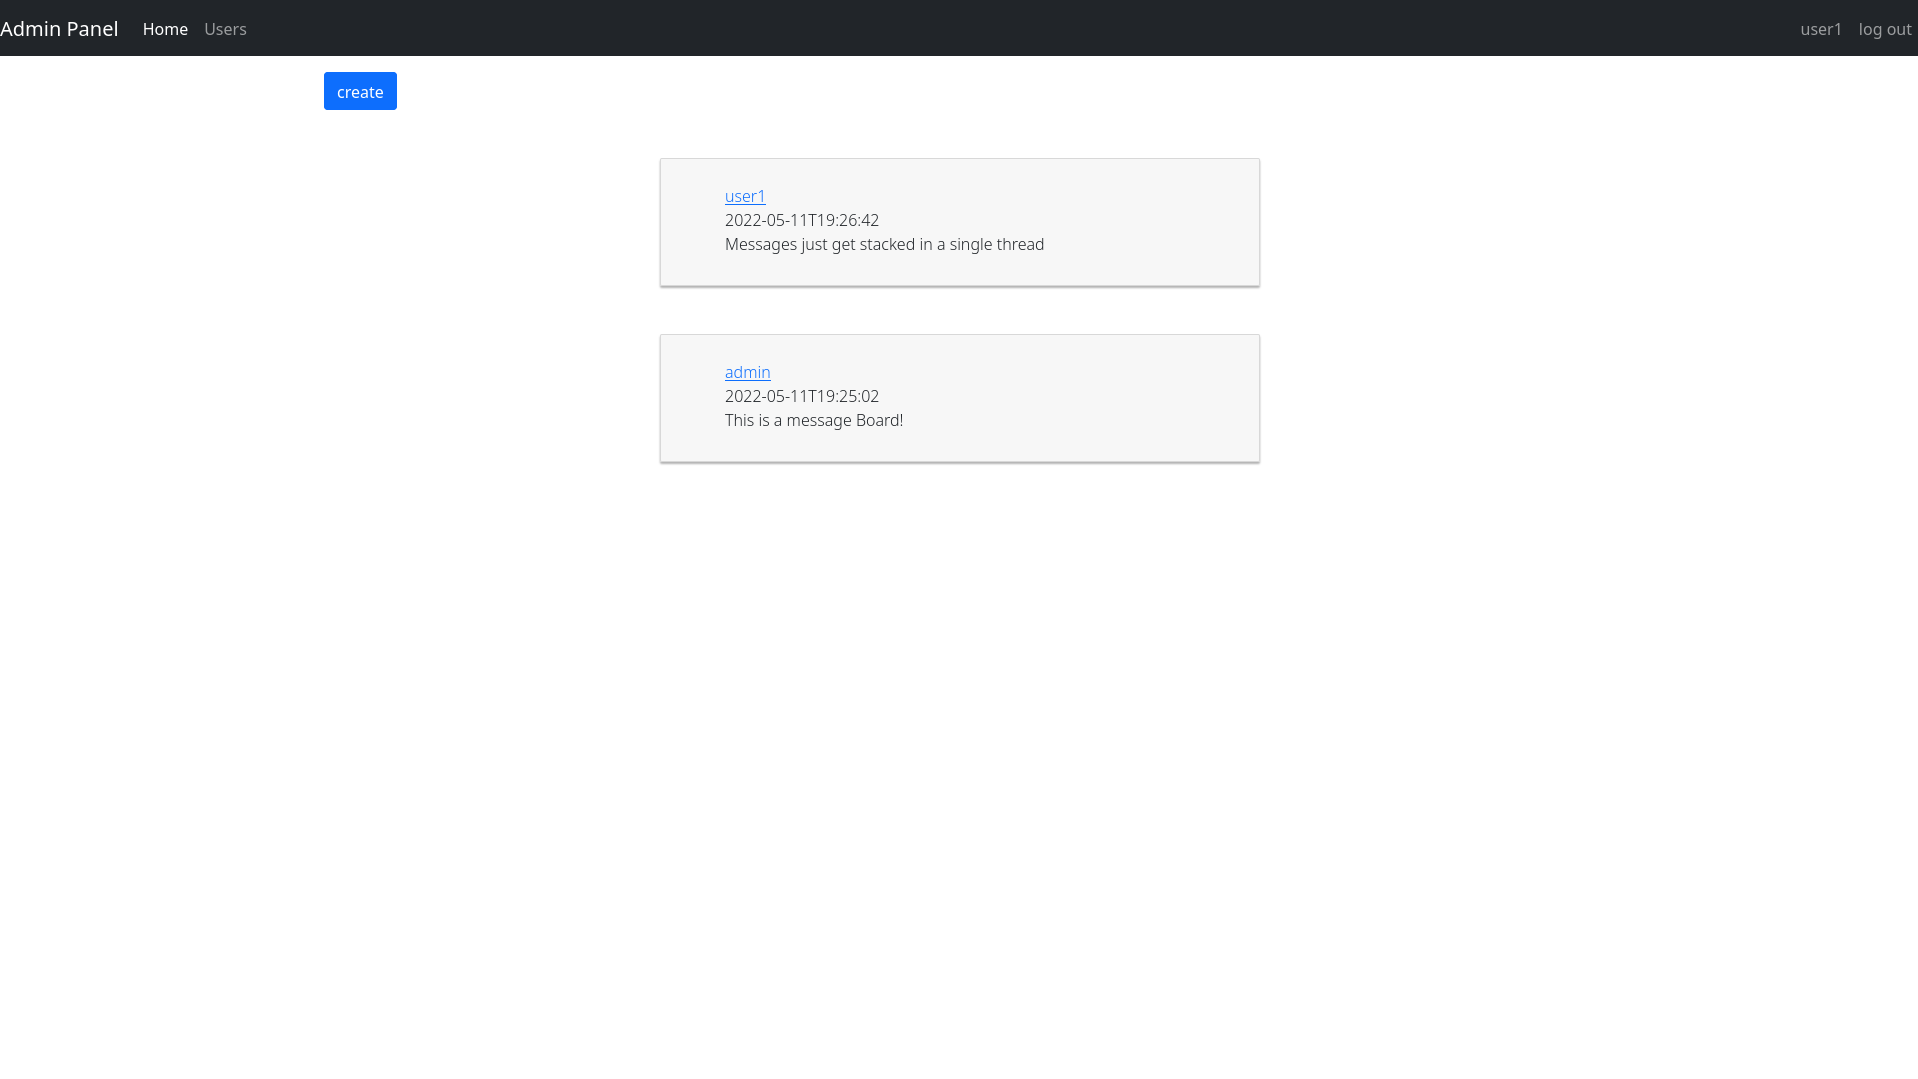 Admin Panel Home Users user1 log out
create
user1
2022-05-11T19:26:42
Messages just get stacked in a single thread
admin
2022-05-11T19:25:02
This is a message Board!